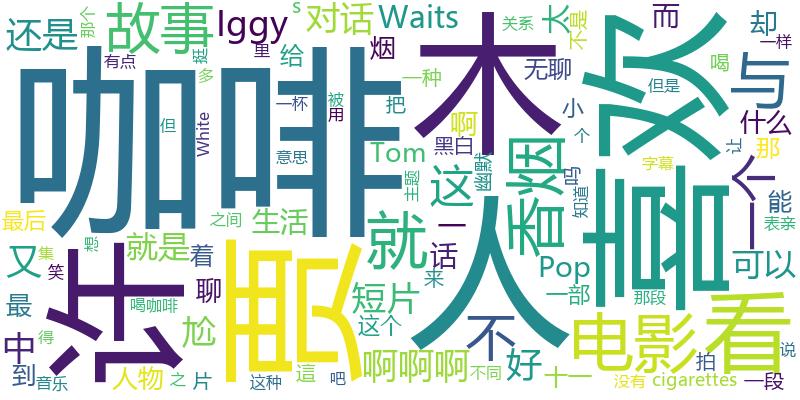 还是
那个
故事
Iggy
s
对话
Waits
关系
太
不是
而
却
一样
有点
挺
多
里
给
烟
一种
无聊
木
喜欢
但是
喝
与
咖啡
但
White
一杯
被
用
把
啊
黑白
小
个
什么
让
那
意思
Tom
主题
这
幽默
香烟
吗
知道
字幕
一个
能
表亲
最后
之间
生活
就
一
话
人
可以
又
想
集
笑
就是
着
聊
贾
来
Pop
一部
那段
最
喝咖啡
许
尬
短片
这个
不
电影
看
中
到
得
音乐
人物
之
片
这种
這
吧
啊啊啊
不同
好
十一
没有
拍
cigarettes
说
一段